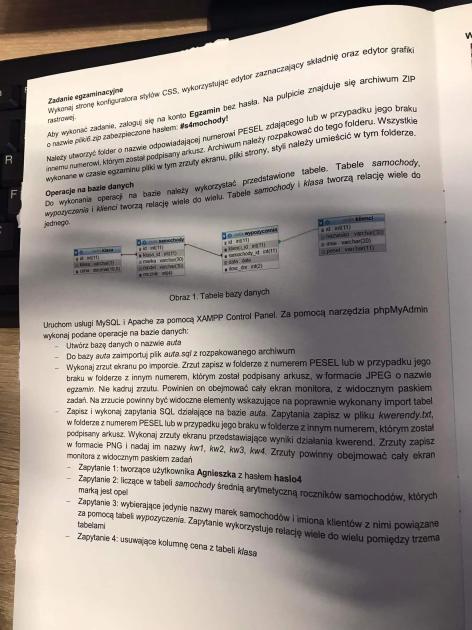 Zadanie egzaminacyjne
Wykonaj stronę konfiguratora stylów CSS, wykorzystując edytor zaznaczający składnię oraz edytor grafiki
rastrowej.
Aby wykonać zadanie, zaloguj się na konto Egzamin bez hasła. Na pulpicie znajduje się archiwum ZIP
o nazwie pliki6.zip zabezpieczone hasłem: #s4mochody!
Należy utworzyć folder o nazwie odpowiadającej numerowi PESEL zdającego lub w przypadku jego braku
innemu numerowi, którym został podpisany arkusz. Archiwum należy rozpakować do tego folderu. Wszystkie
wykonane w czasie egzaminu pliki w tym zrzuty ekranu, pliki strony, styli należy umieścić w tym folderze.
Operacje na bazie danych
Do wykonania operacji na bazie należy wykorzystać przedstawione tabele. Tabele samochody,
wypożyczenia i klienci tworzą relację wiele do wielu. Tabele samochody i klasa tworzą relację wiele do
jednego.
klasa
id int(11)
klasa varchar(1)
samochody
id int(11)
klasa_id int(11)
marka varchar(30)
model varchar(30)
rocznik int(4)
wypozyczenia
id int(11)
klienci_id int(11)
samochody_id int(11)
data date
ilosc_dni int(2)
klienci
id int(11)
nazwisko varchar(30)
imie varchar(30)
pesel varchar(11)
Obraz 1. Tabele bazy danych
Uruchom usługi MySQL i Apache za pomocą XAMPP Control Panel. Za pomocą narzędzia phpMyAdmin
wykonaj podane operacje na bazie danych:
– Utwórz bazę danych o nazwie auta
– Do bazy auta zaimportuj plik auta.sql z rozpakowanego archiwum
– Wykonaj zrzut ekranu po imporcie. Zrzut zapisz w folderze z numerem PESEL lub w przypadku jego
braku w folderze z innym numerem, którym został podpisany arkusz, w formacie JPEG o nazwie
egzamin. Nie kadruj zrzutu. Powinien on obejmować cały ekran monitora, z widocznym paskiem
zadań. Na zrzucie powinny być widoczne elementy wskazujące na poprawnie wykonany import tabel
– Zapisz i wykonaj zapytania SQL działające na bazie auta. Zapytania zapisz w pliku kwerendy.txt,
w folderze z numerem PESEL lub w przypadku jego braku w folderze z innym numerem, którym został
podpisany arkusz. Wykonaj zrzuty ekranu przedstawiające wyniki działania kwerend. Zrzuty zapisz
w formacie PNG i nadaj im nazwy kw1, kw2, kw3, kw4. Zrzuty powinny obejmować cały ekran
monitora z widocznym paskiem zadań
– Zapytanie 1: tworzące użytkownika Agnieszka z hasłem haslo4
– Zapytanie 2: liczące w tabeli samochody średnią arytmetyczną roczników samochodów, których
marką jest opel
– Zapytanie 3: wybierające jedynie nazwy marek samochodów i imiona klientów z nimi powiązane
za pomocą tabeli wypożyczenia. Zapytanie wykorzystuje relację wiele do wielu pomiędzy trzema
tabelami
– Zapytanie 4: usuwające kolumnę cena z tabeli klasa